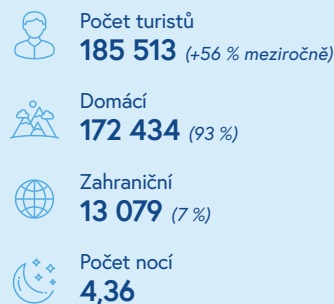 Počet turistů
185 513 (+56 % meziročně)
Domácí
172 434 (93 %)
Zahraniční
13 079 (7 %)
Počet nocí
4,36